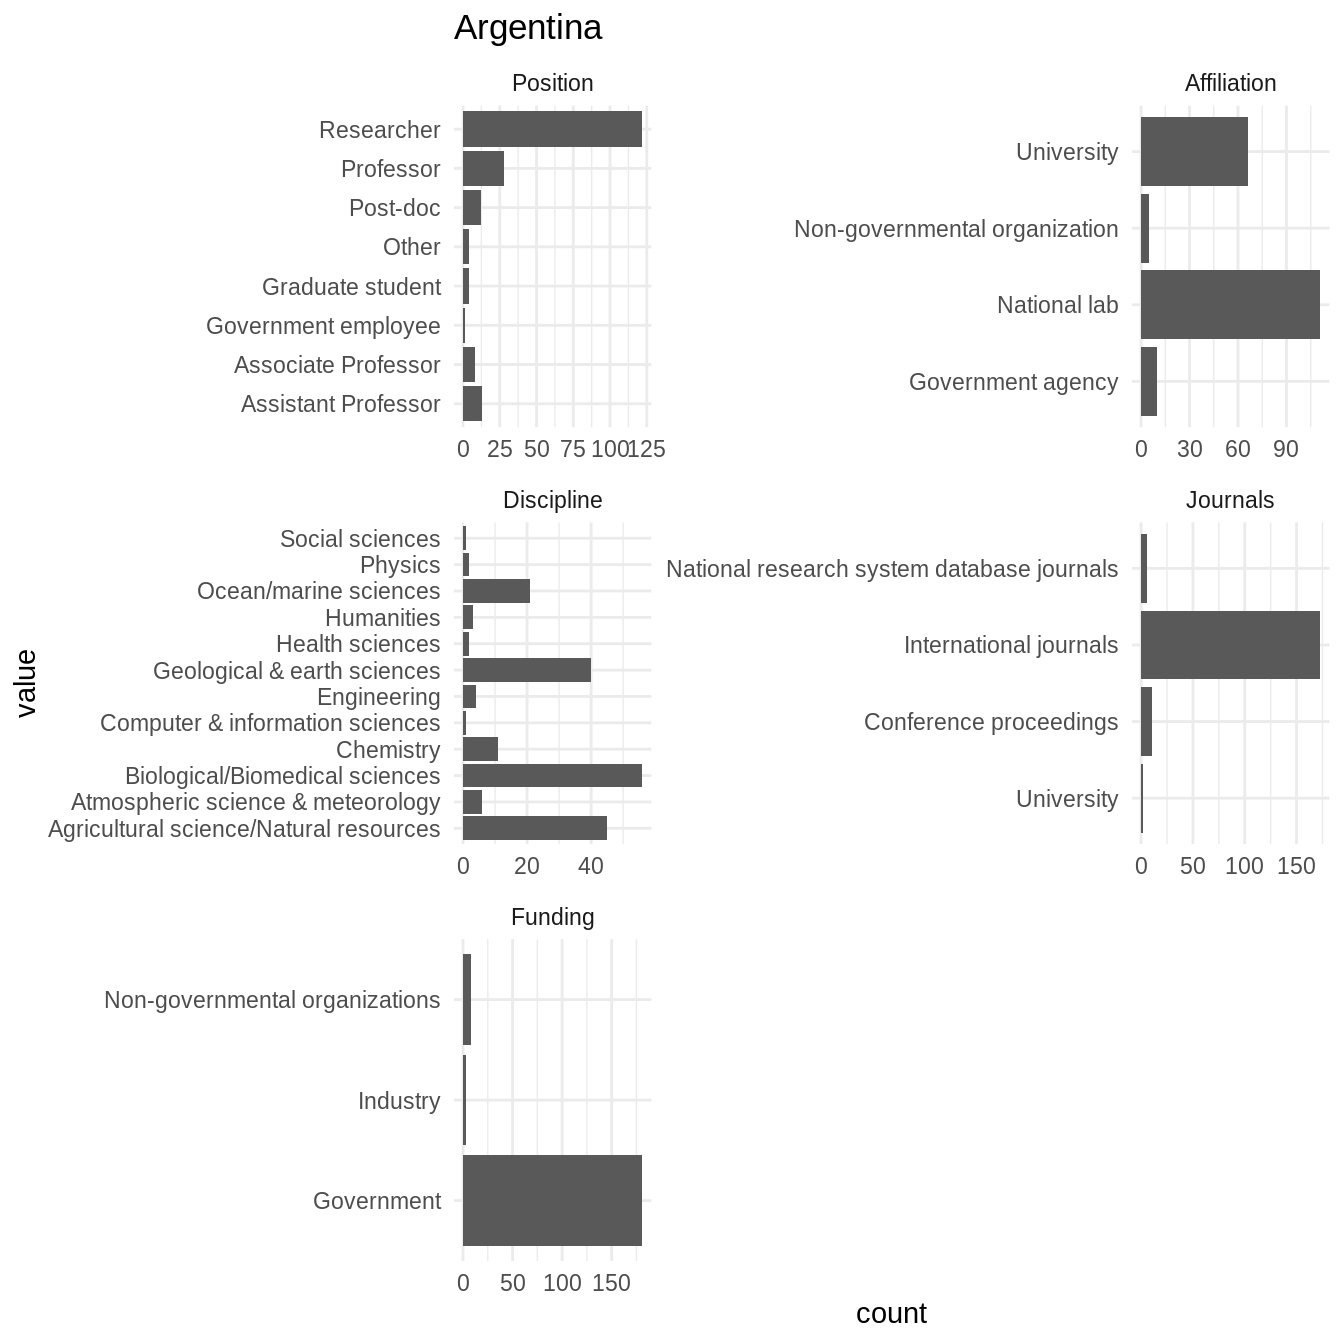 Argentina
Position
Researcher
Professor
Post-doc
Other
Graduate student
Government employee
Associate Professor
Assistant Professor
0 25 50 75 100 125
Affiliation
University
Non-governmental organization
National lab
Government agency
0 30 60 90
Discipline
Social sciences
Physics
Ocean/marine sciences
Humanities
Health sciences
Geological & earth sciences
Engineering
Computer & information sciences
Chemistry
Biological/Biomedical sciences
Atmospheric science & meteorology
Agricultural science/Natural resources
0 20 40
Journals
National research system database journals
International journals
Conference proceedings
University
0 50 100 150
Funding
Non-governmental organizations
Industry
Government
0 50 100 150
value
count